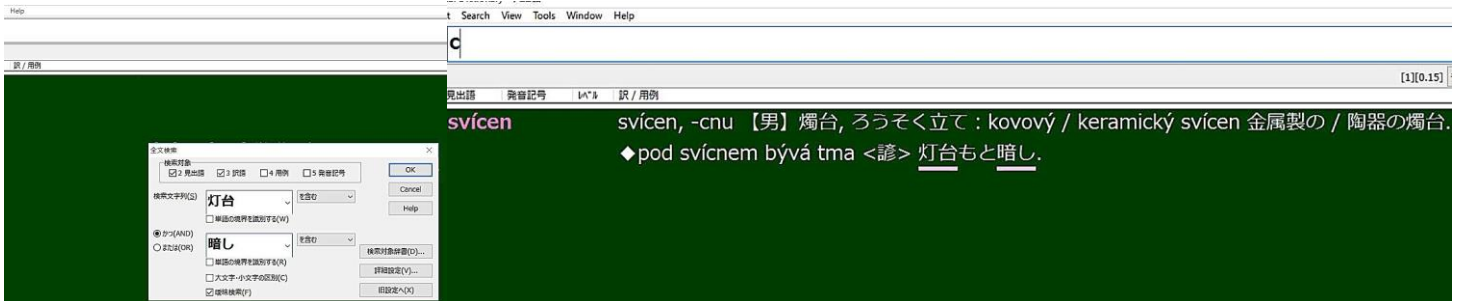 Help
訳 / 用例
全文検索
検索対象
2 見出語 3 訳語 4 用例 5 発音記号
OK
検索文字列(S) 灯台 を含む
Cancel
単語の境界を識別する(W)
Help
かつ(AND)
または(OR)
暗し を含む
検索対象辞書(D)...
単語の境界を識別する(R)
大文字・小文字の区別(C)
詳細設定(V)...
曖昧検索(F)
旧設定へ(X)
t Search View Tools Window Help
c
[1][0.15]
見出語 発音記号 ﾚﾍﾞﾙ 訳 / 用例
svícen svícen, -cnu 【男】燭台, ろうそく立て : kovový / keramický svícen 金属製の / 陶器の燭台.
◆pod svícnem bývá tma <諺> 灯台もと暗し.